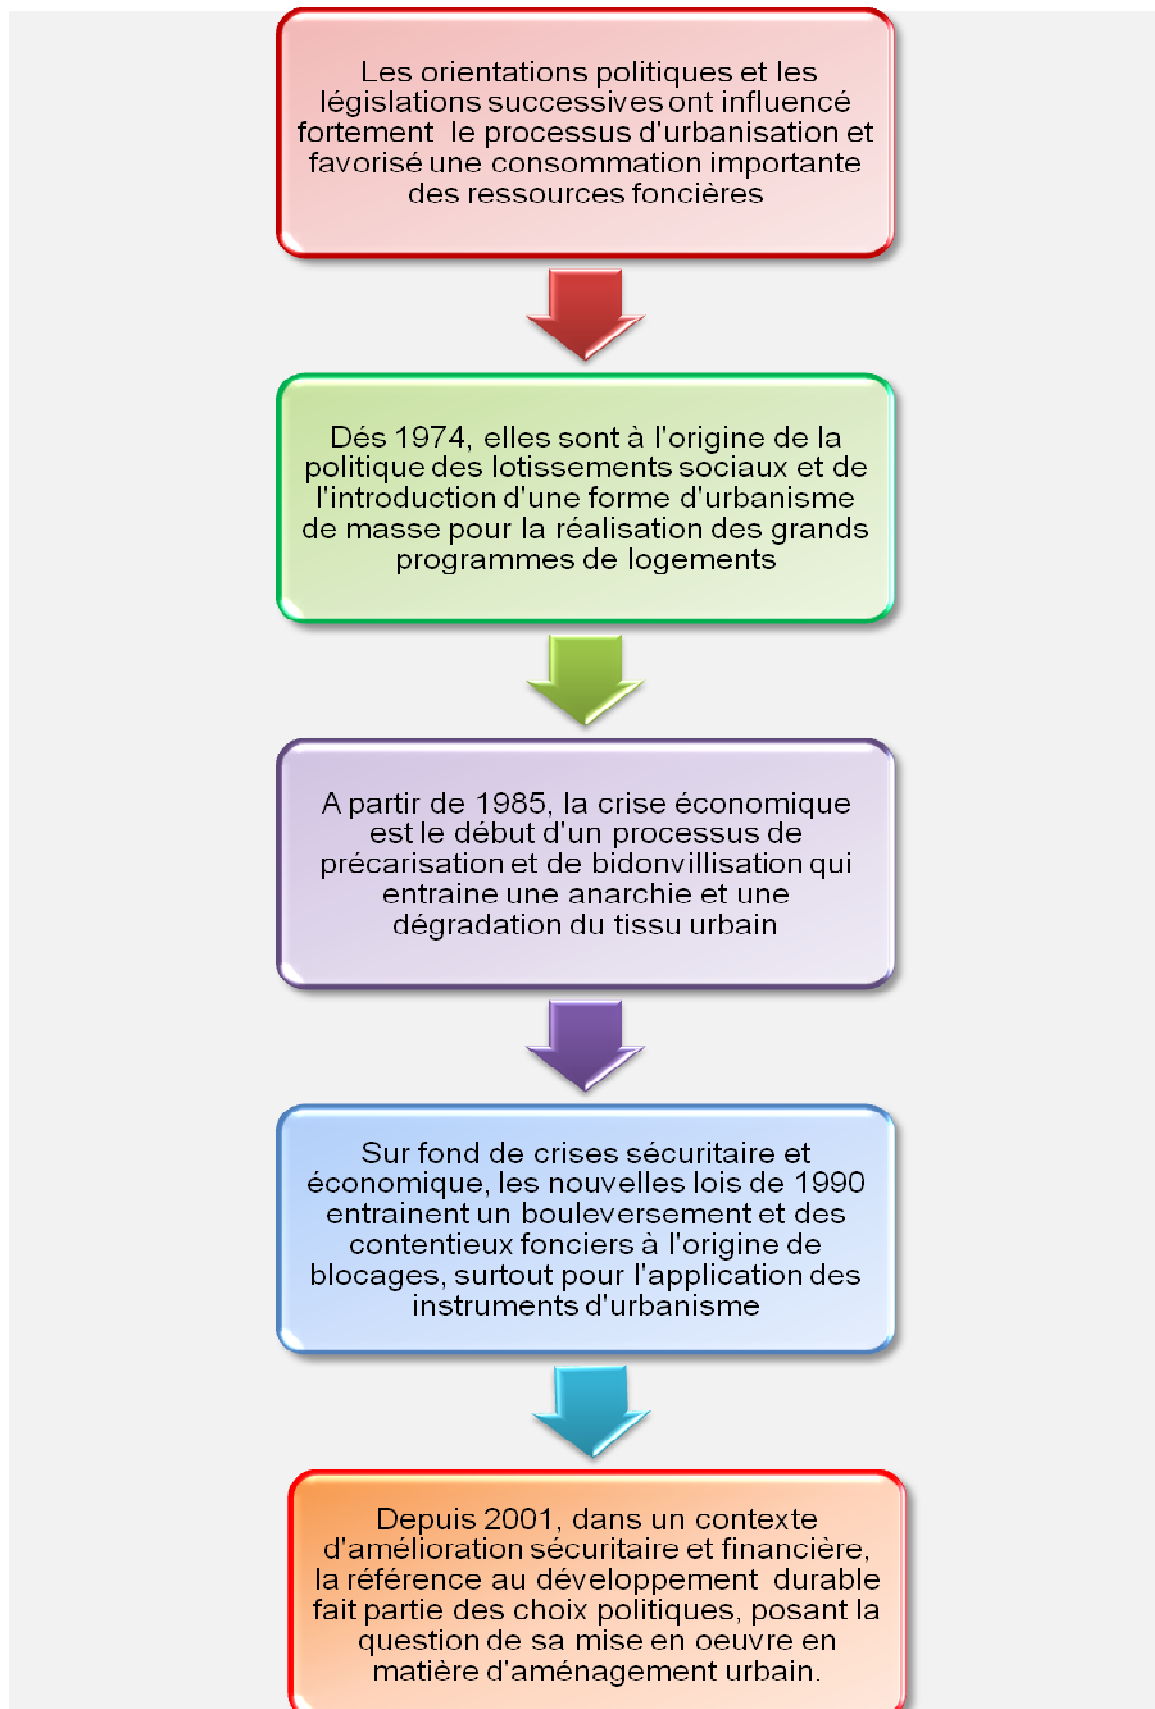 Les orientations politiques et les
législations successives ont influencé
fortement le processus d'urbanisation et
favorisé une consommation importante
des ressources foncières
Dés 1974, elles sont à l'origine de la
politique des lotissements sociaux et de
l'introduction d'une forme d'urbanisme
de masse pour la réalisation des grands
programmes de logements
A partir de 1985, la crise économique
est le début d'un processus de
précarisation et de bidonvillisation qui
entraine une anarchie et une
dégradation du tissu urbain
Sur fond de crises sécuritaire et
économique, les nouvelles lois de 1990
entrainent un bouleversement et des
contentieux fonciers à l'origine de
blocages, surtout pour l'application des
instruments d'urbanisme
Depuis 2001, dans un contexte
d'amélioration sécuritaire et financière,
la référence au développement durable
fait partie des choix politiques, posant la
question de sa mise en oeuvre en
matière d'aménagement urbain.